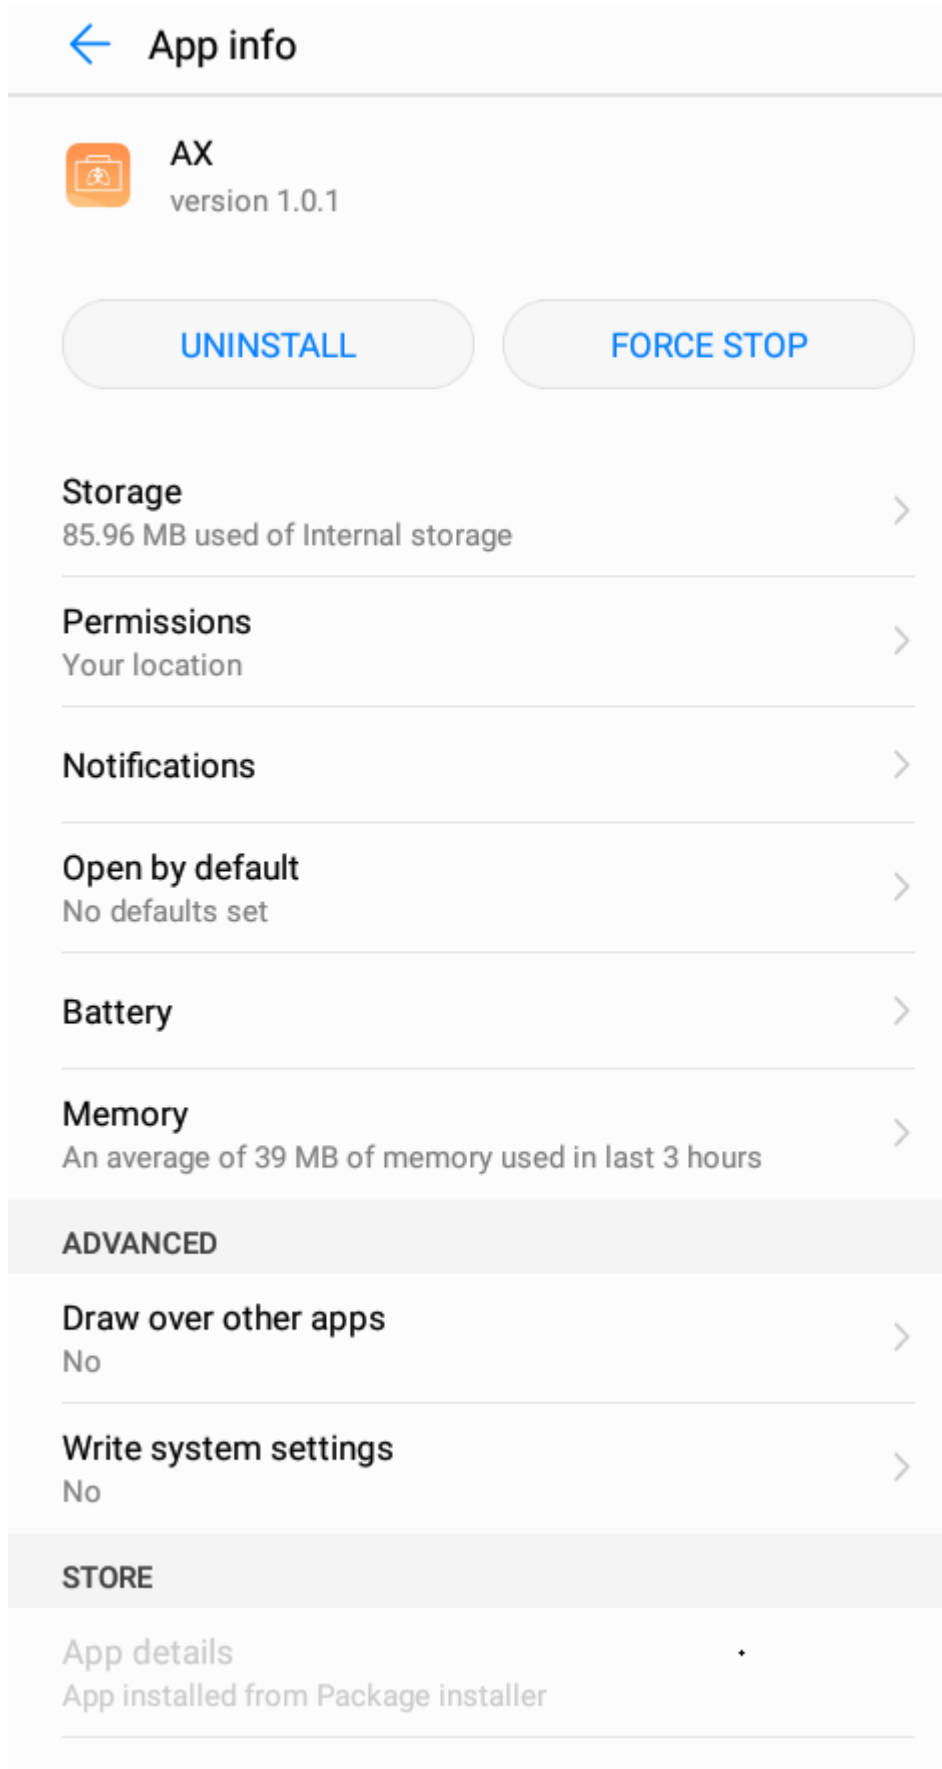 App info
AX
version 1.0.1
UNINSTALL
FORCE STOP
Storage
85.96 MB used of Internal storage
Permissions
Your location
Notifications
Open by default
No defaults set
Battery
Memory
An average of 39 MB of memory used in last 3 hours
ADVANCED
Draw over other apps
No
Write system settings
No
STORE
App details
App installed from Package installer